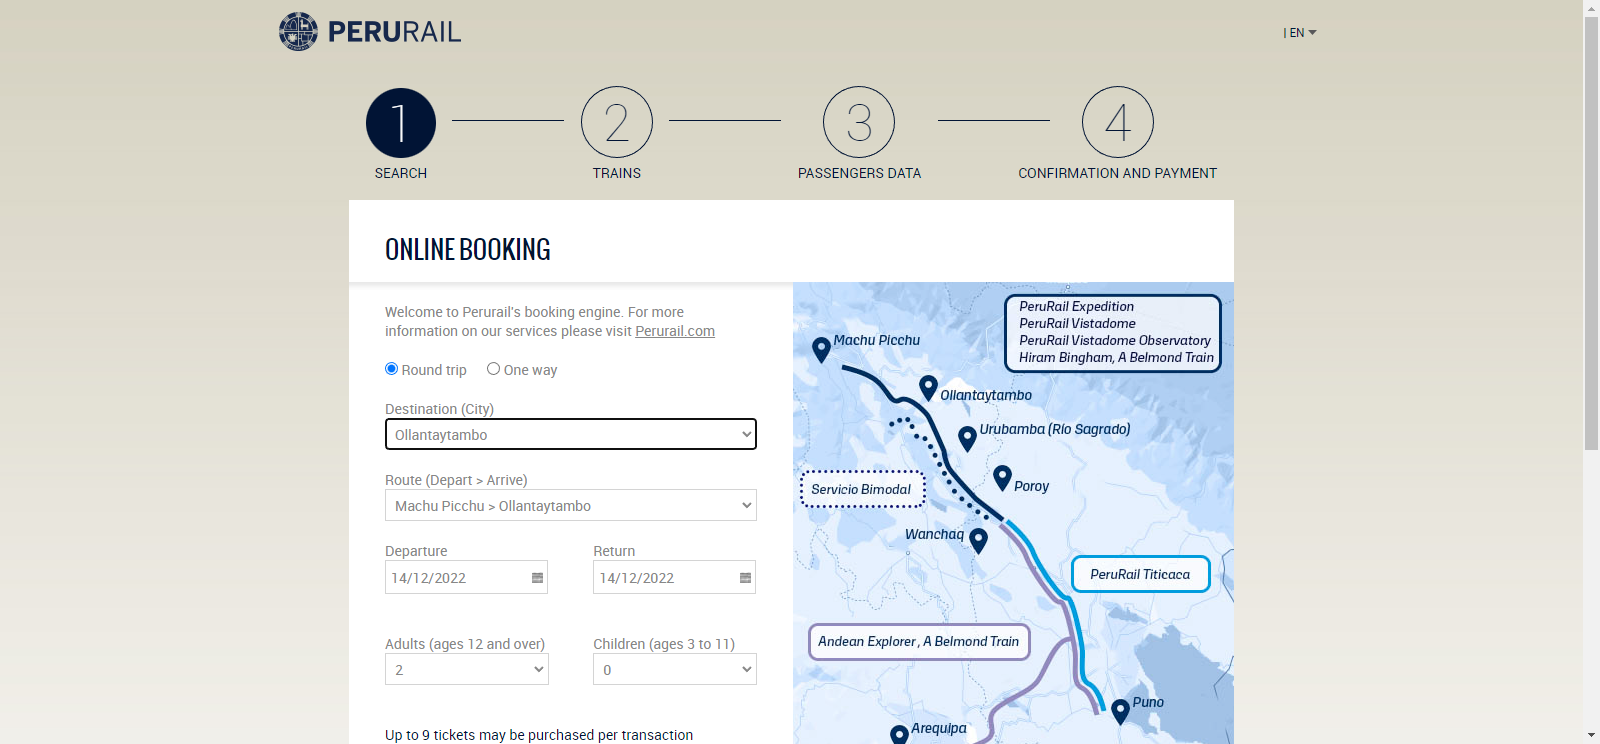 PERURAIL
| EN
1
2
3
4
SEARCH
TRAINS
PASSENGERS DATA
CONFIRMATION AND PAYMENT
ONLINE BOOKING
Welcome to Perurail's booking engine. For more
information on our services please visit Perurail.com
Round trip
One way
Destination (City)
Ollantaytambo
Route (Depart > Arrive)
Machu Picchu > Ollantaytambo
Departure
Return
14/12/2022
14/12/2022
Adults (ages 12 and over)
Children (ages 3 to 11)
2
0
Up to 9 tickets may be purchased per transaction
PeruRail Expedition
PeruRail Vistadome
PeruRail Vistadome Observatory
Hiram Bingham, A Belmond Train
Machu Picchu
Ollantaytambo
Urubamba (Río Sagrado)
Poroy
Servicio Bimodal
Wanchaq
PeruRail Titicaca
Andean Explorer, A Belmond Train
Puno
Arequipa